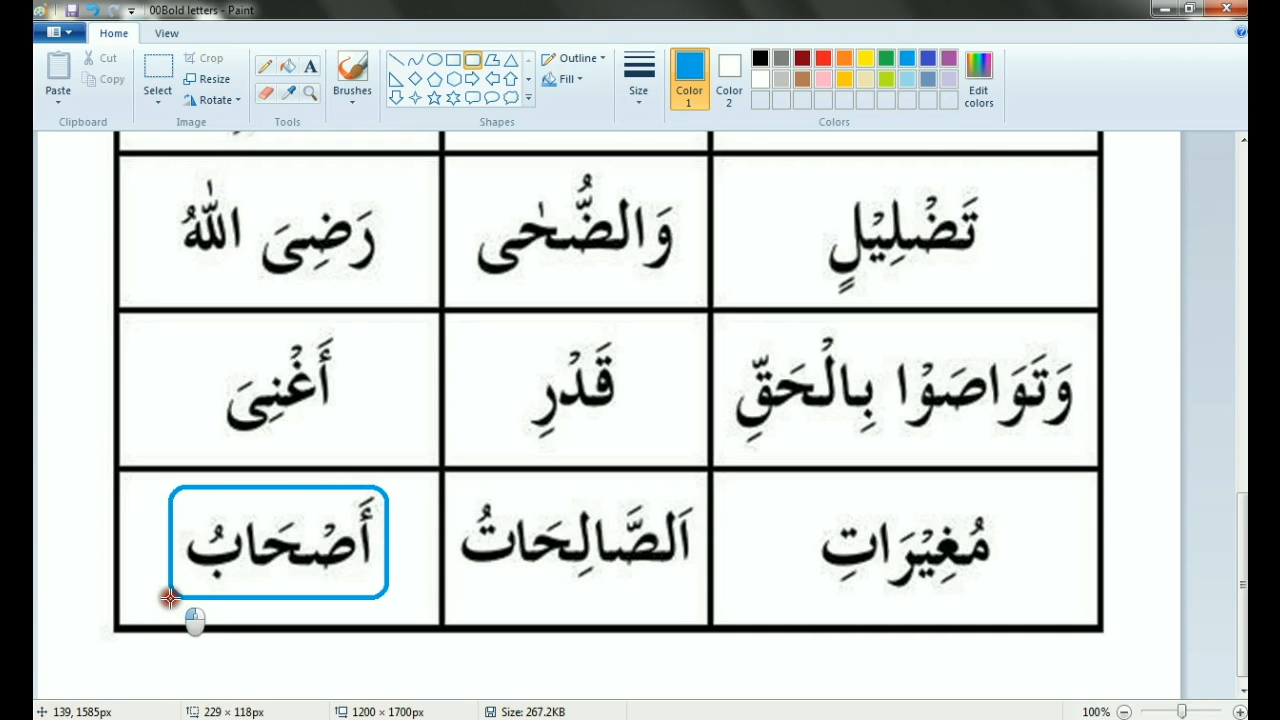 00Bold letters - Paint
Home View
Paste Cut Copy Clipboard
Select Crop Resize Rotate Image
Tools
Brushes
Outline Fill Shapes
Size
Color 1 Color 2 Edit colors Colors
تَضْلِيْلٍ وَالضُّحٰى رَضِىَ اللّٰهُ
وَتَوَاصَوْا بِالْحَقِّ قَدْرِ أَغْنِىَ
مُغِيْرَاتِ اَلصَّالِحَاتُ أَصْحَابُ
139, 1585px 229 × 118px 1200 × 1700px Size: 267.2KB 100%